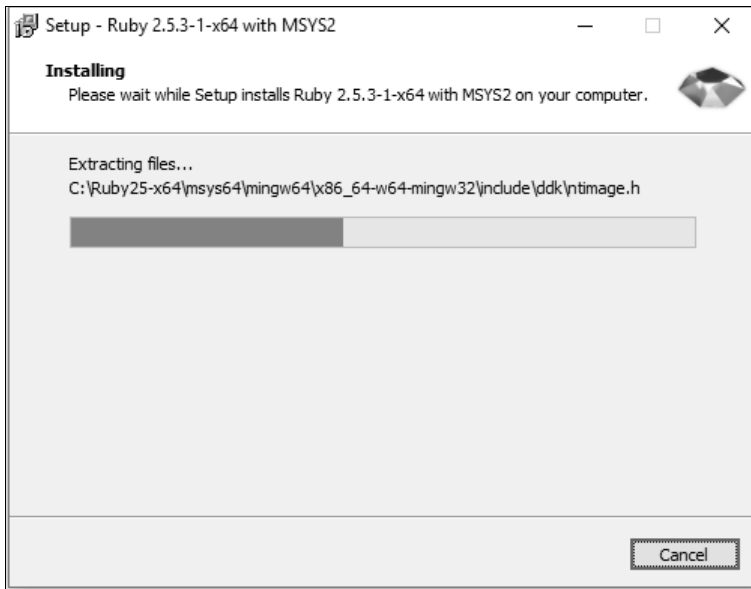 Setup - Ruby 2.5.3-1-x64 with MSYS2
Installing
Please wait while Setup installs Ruby 2.5.3-1-x64 with MSYS2 on your computer.
Extracting files...
C:\Ruby25-x64\msys64\mingw64\x86_64-w64-mingw32\include\ddk\ntimage.h
Cancel